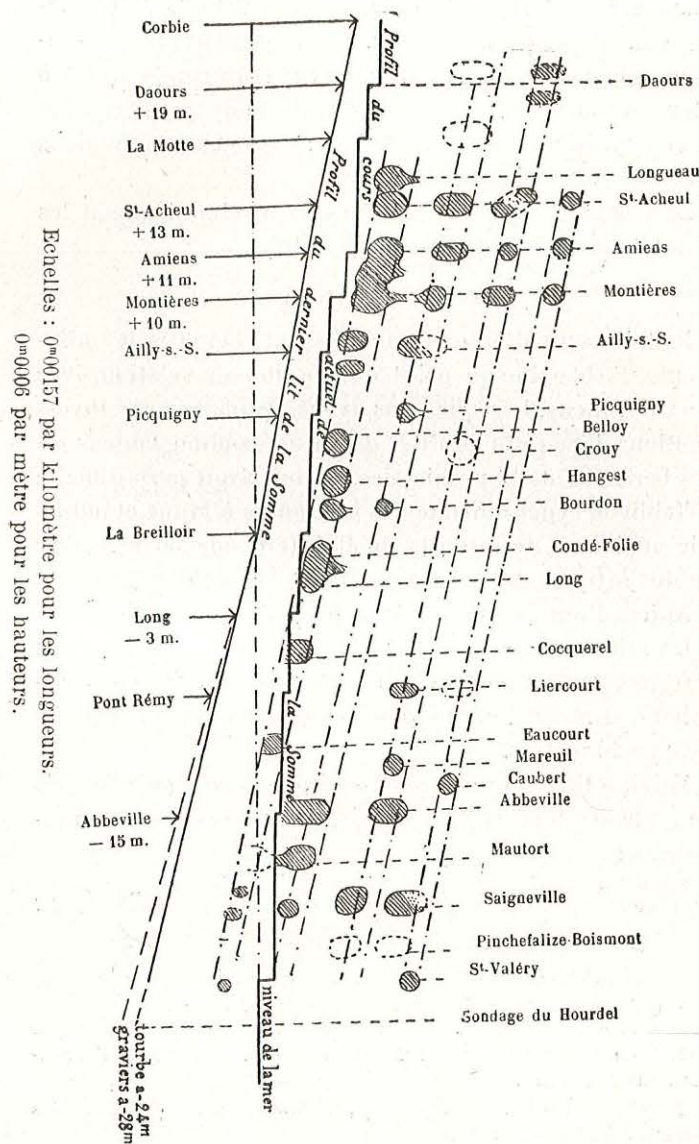 Corbie
Daours
+ 19 m.
La Motte
St-Acheul
+ 13 m.
Amiens
+ 11 m.
Montières
+ 10 m.
Ailly-s.-S.
Picquigny
La Breilloir
Long
— 3 m.
Pont Rémy
Abbeville
— 15 m.
Profil du cours actuel de la Somme
Profil du dernier lit de la Somme
Daours
Longueau
St-Acheul
Amiens
Montières
Ailly-s.-S.
Picquigny
Belloy
Crouy
Hangest
Bourdon
Condé-Folie
Long
Cocquerel
Liercourt
Eaucourt
Mareuil
Caubert
Abbeville
Mautort
Saigneville
Pinchefalize-Boismont
St-Valéry
Sondage du Hourdel
niveau de la mer
tourbe a-24m
graviers a-28m
Echelles : 0m00157 par kilomètre pour les longueurs.
0m0006 par mètre pour les hauteurs.